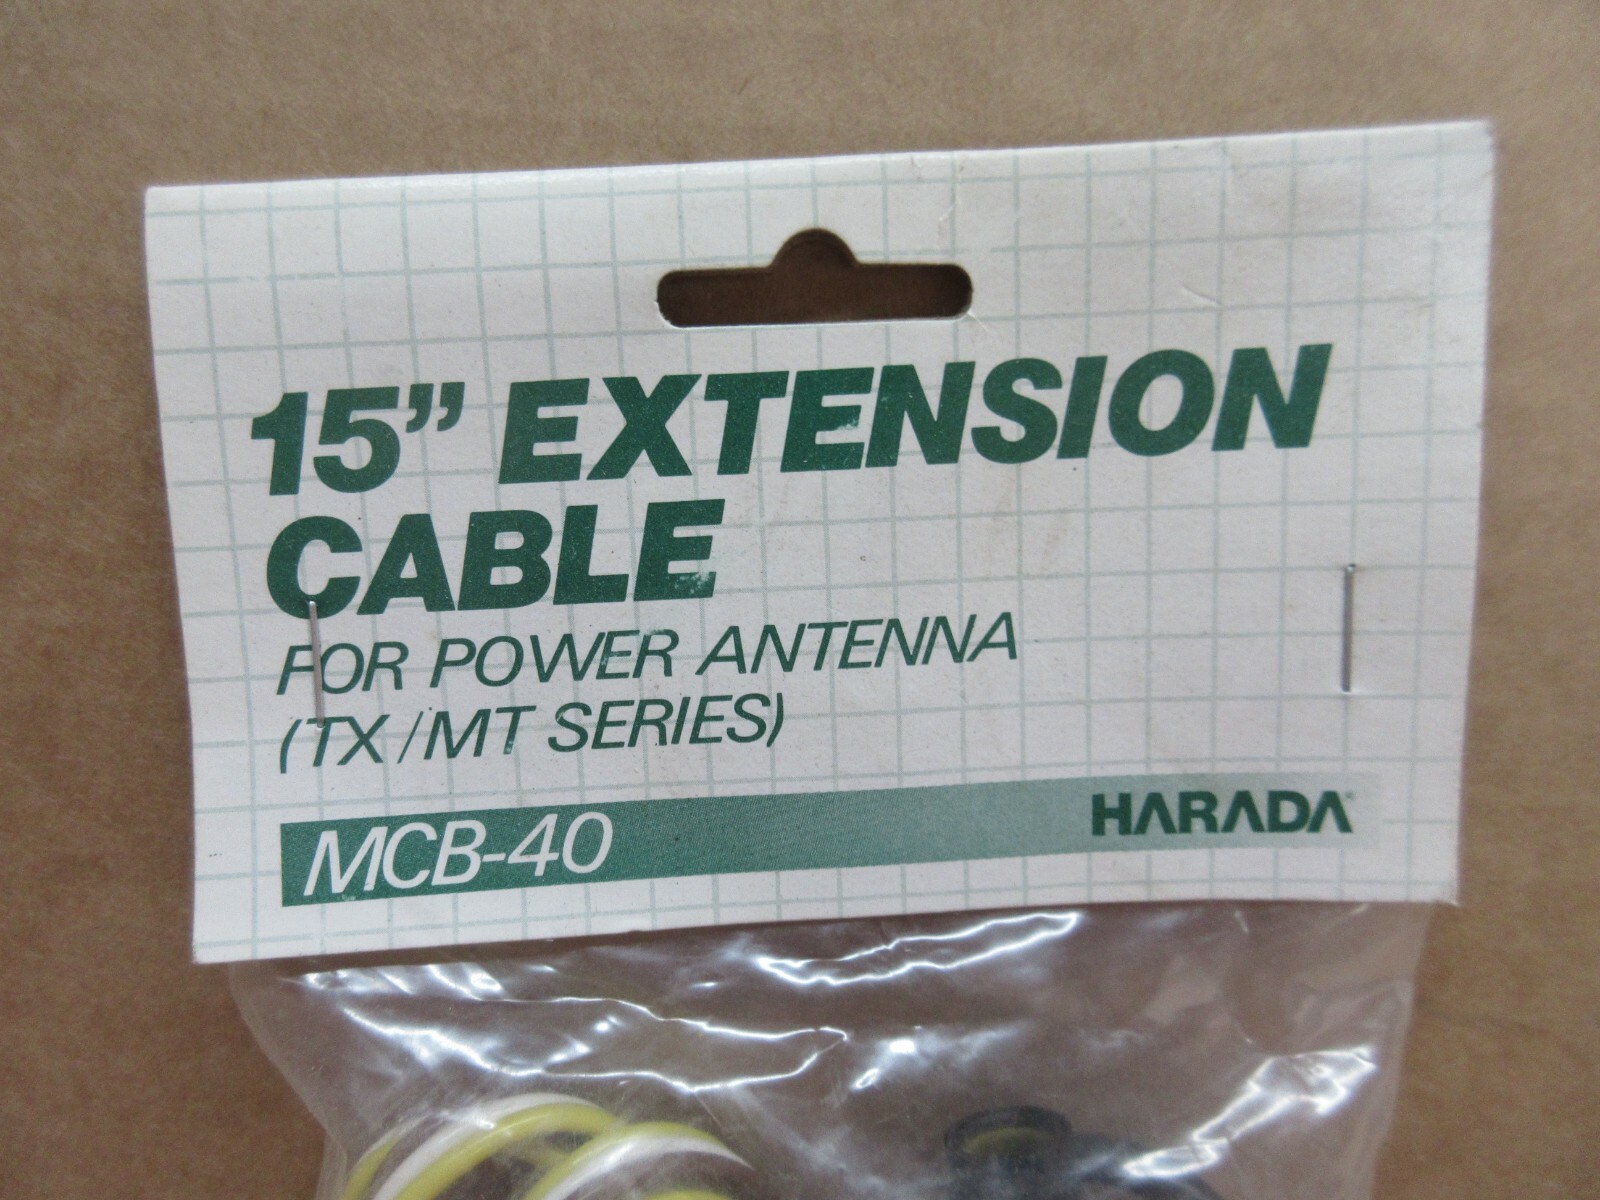 15” EXTENSION
CABLE
FOR POWER ANTENNA
(TX/MT SERIES)
MCB-40 HARADA